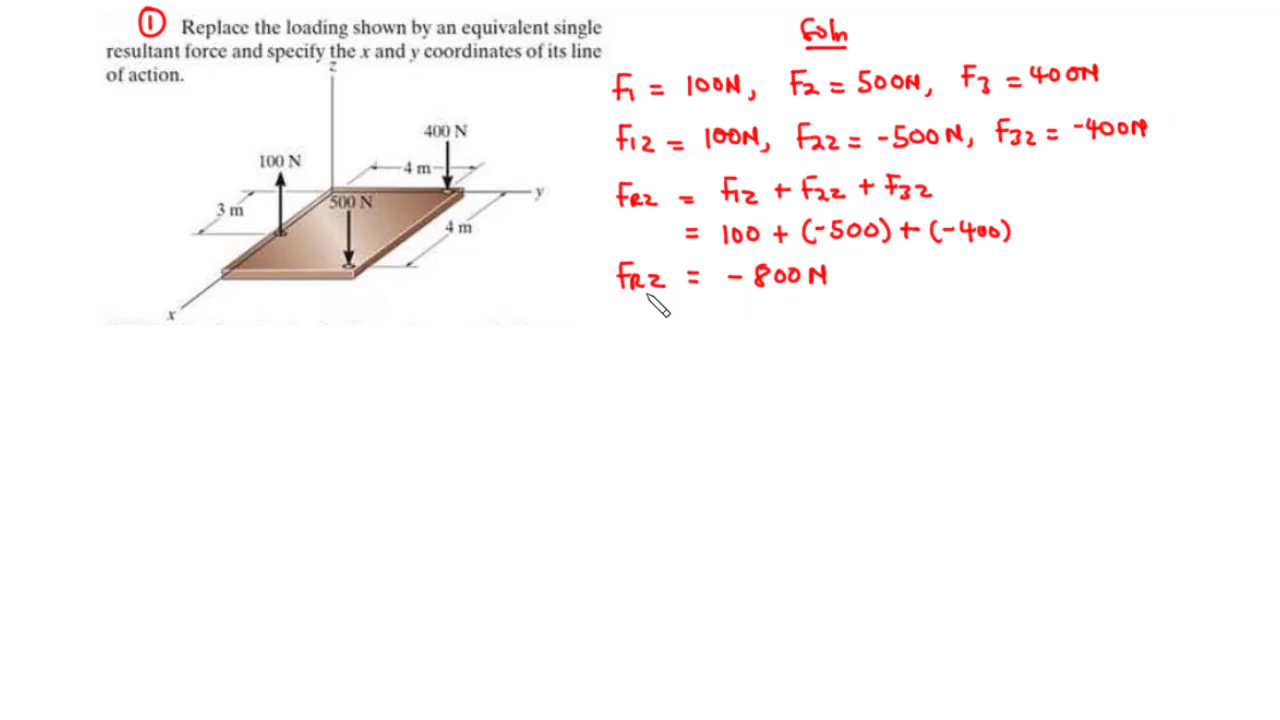 ① Replace the loading shown by an equivalent single
resultant force and specify the x and y coordinates of its line
of action.
z
400 N
100 N
4 m
y
500 N
3 m
4 m
x
Soln
F1 = 100N, F2 = 500N, F3 = 400N
F1z = 100N, F2z = -500N, F3z = -400N
FRz = F1z + F2z + F3z
= 100 + (-500) + (-400)
FRz = - 800N